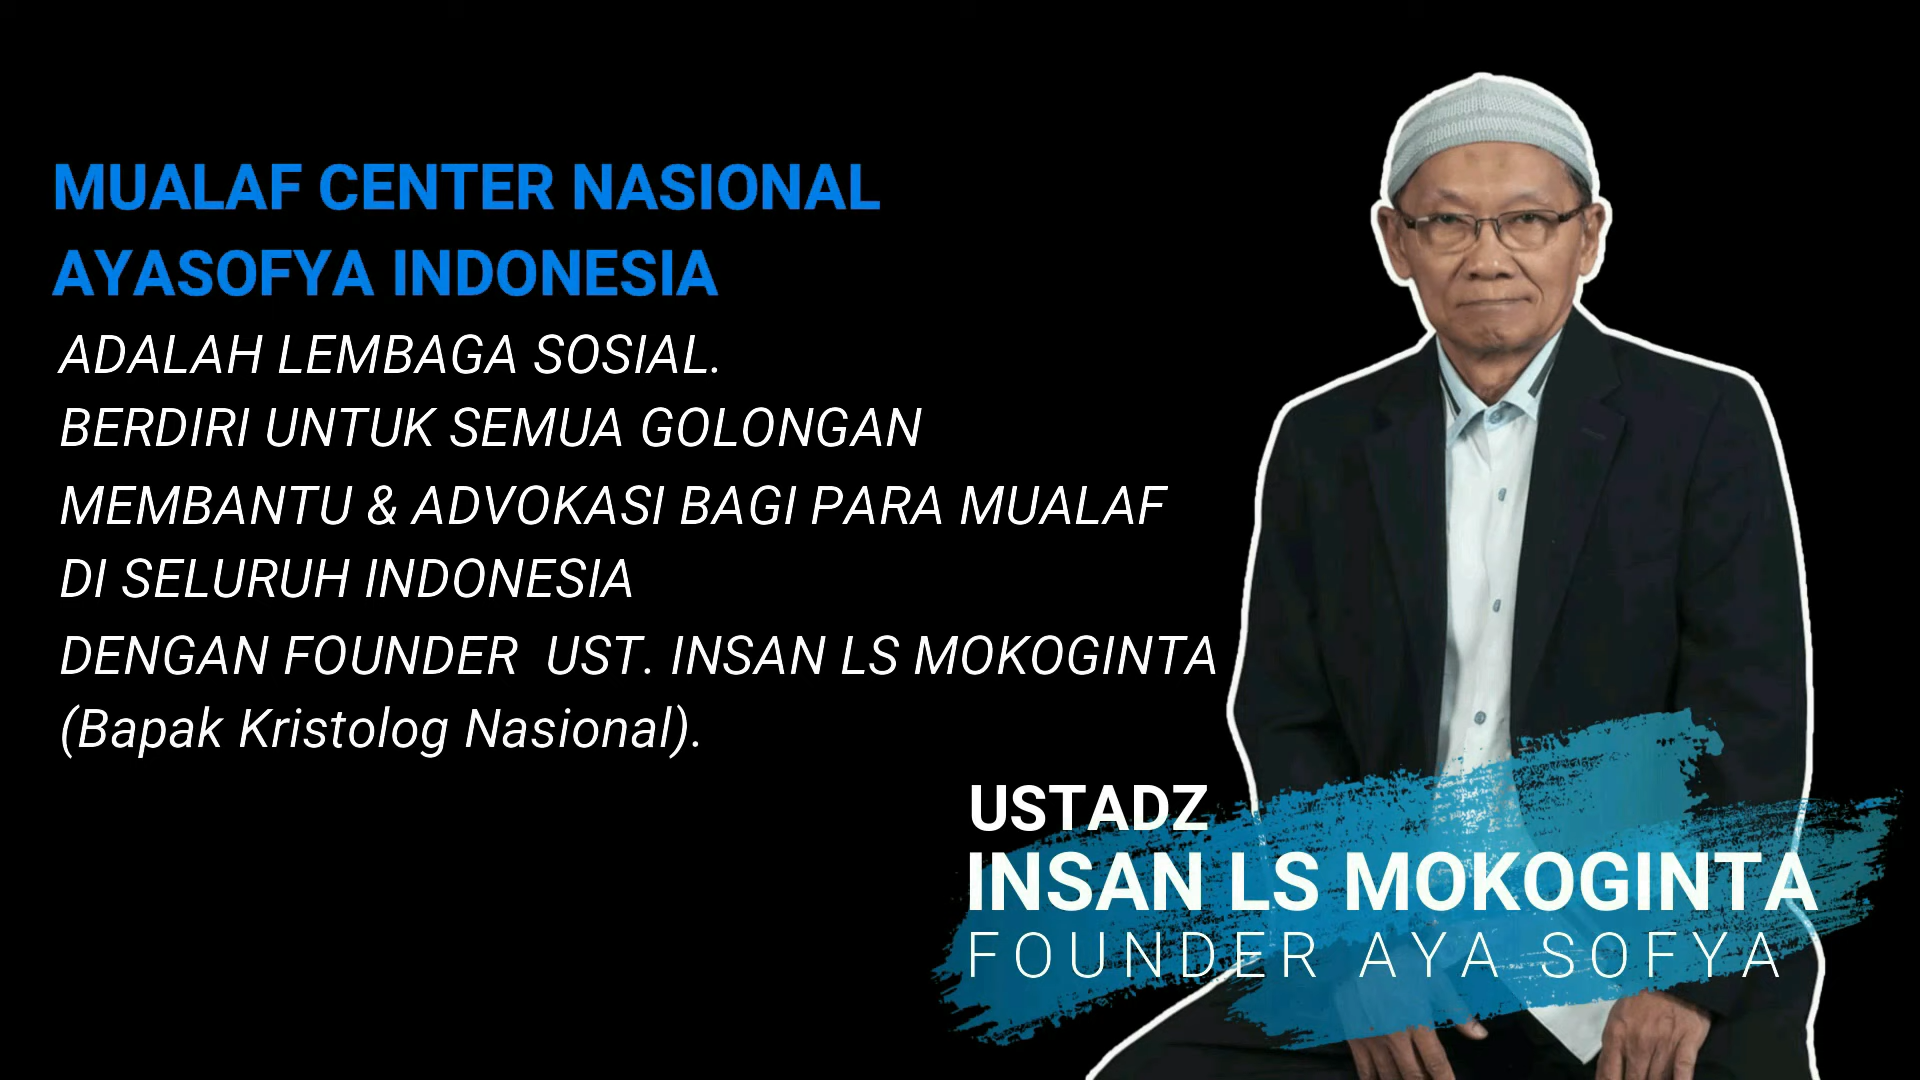 MUALAF CENTER NASIONAL
AYASOFYA INDONESIA
ADALAH LEMBAGA SOSIAL.
BERDIRI UNTUK SEMUA GOLONGAN
MEMBANTU & ADVOKASI BAGI PARA MUALAF
DI SELURUH INDONESIA
DENGAN FOUNDER UST. INSAN LS MOKOGINTA
(Bapak Kristolog Nasional).
USTADZ
INSAN LS MOKOGINTA
FOUNDER AYA SOFYA